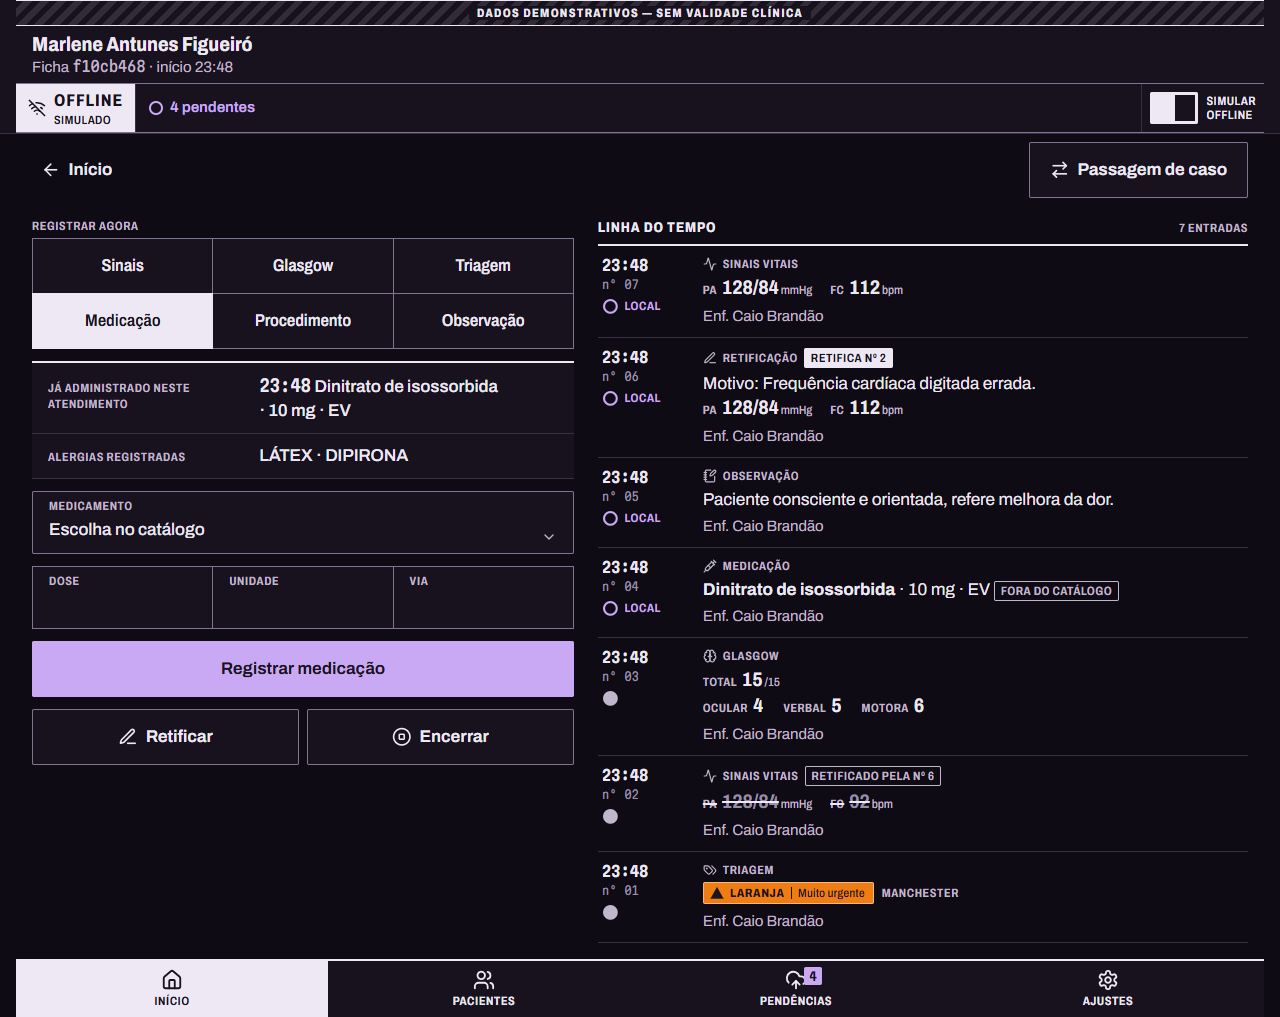 DADOS DEMONSTRATIVOS — SEM VALIDADE CLÍNICA
Marlene Antunes Figueiró
Ficha f10cb468 · início 23:48
OFFLINE
SIMULADO
4 pendentes
SIMULAR
OFFLINE
Início
Passagem de caso
REGISTRAR AGORA
Sinais
Glasgow
Triagem
Medicação
Procedimento
Observação
JÁ ADMINISTRADO NESTE
ATENDIMENTO
23:48 Dinitrato de isossorbida
· 10 mg · EV
ALERGIAS REGISTRADAS
LÁTEX · DIPIRONA
MEDICAMENTO
Escolha no catálogo
DOSE
UNIDADE
VIA
Registrar medicação
Retificar
Encerrar
LINHA DO TEMPO
7 ENTRADAS
23:48
nº 07
LOCAL
SINAIS VITAIS
PA 128/84 mmHg FC 112 bpm
Enf. Caio Brandão
23:48
nº 06
LOCAL
RETIFICAÇÃO RETIFICA Nº 2
Motivo: Frequência cardíaca digitada errada.
PA 128/84 mmHg FC 112 bpm
Enf. Caio Brandão
23:48
nº 05
LOCAL
OBSERVAÇÃO
Paciente consciente e orientada, refere melhora da dor.
Enf. Caio Brandão
23:48
nº 04
LOCAL
MEDICAÇÃO
Dinitrato de isossorbida · 10 mg · EV FORA DO CATÁLOGO
Enf. Caio Brandão
23:48
nº 03
GLASGOW
TOTAL 15 /15
OCULAR 4 VERBAL 5 MOTORA 6
Enf. Caio Brandão
23:48
nº 02
SINAIS VITAIS RETIFICADO PELA Nº 6
PA 128/84 mmHg FC 92 bpm
Enf. Caio Brandão
23:48
nº 01
TRIAGEM
LARANJA | Muito urgente MANCHESTER
Enf. Caio Brandão
INÍCIO
PACIENTES
4
PENDÊNCIAS
AJUSTES